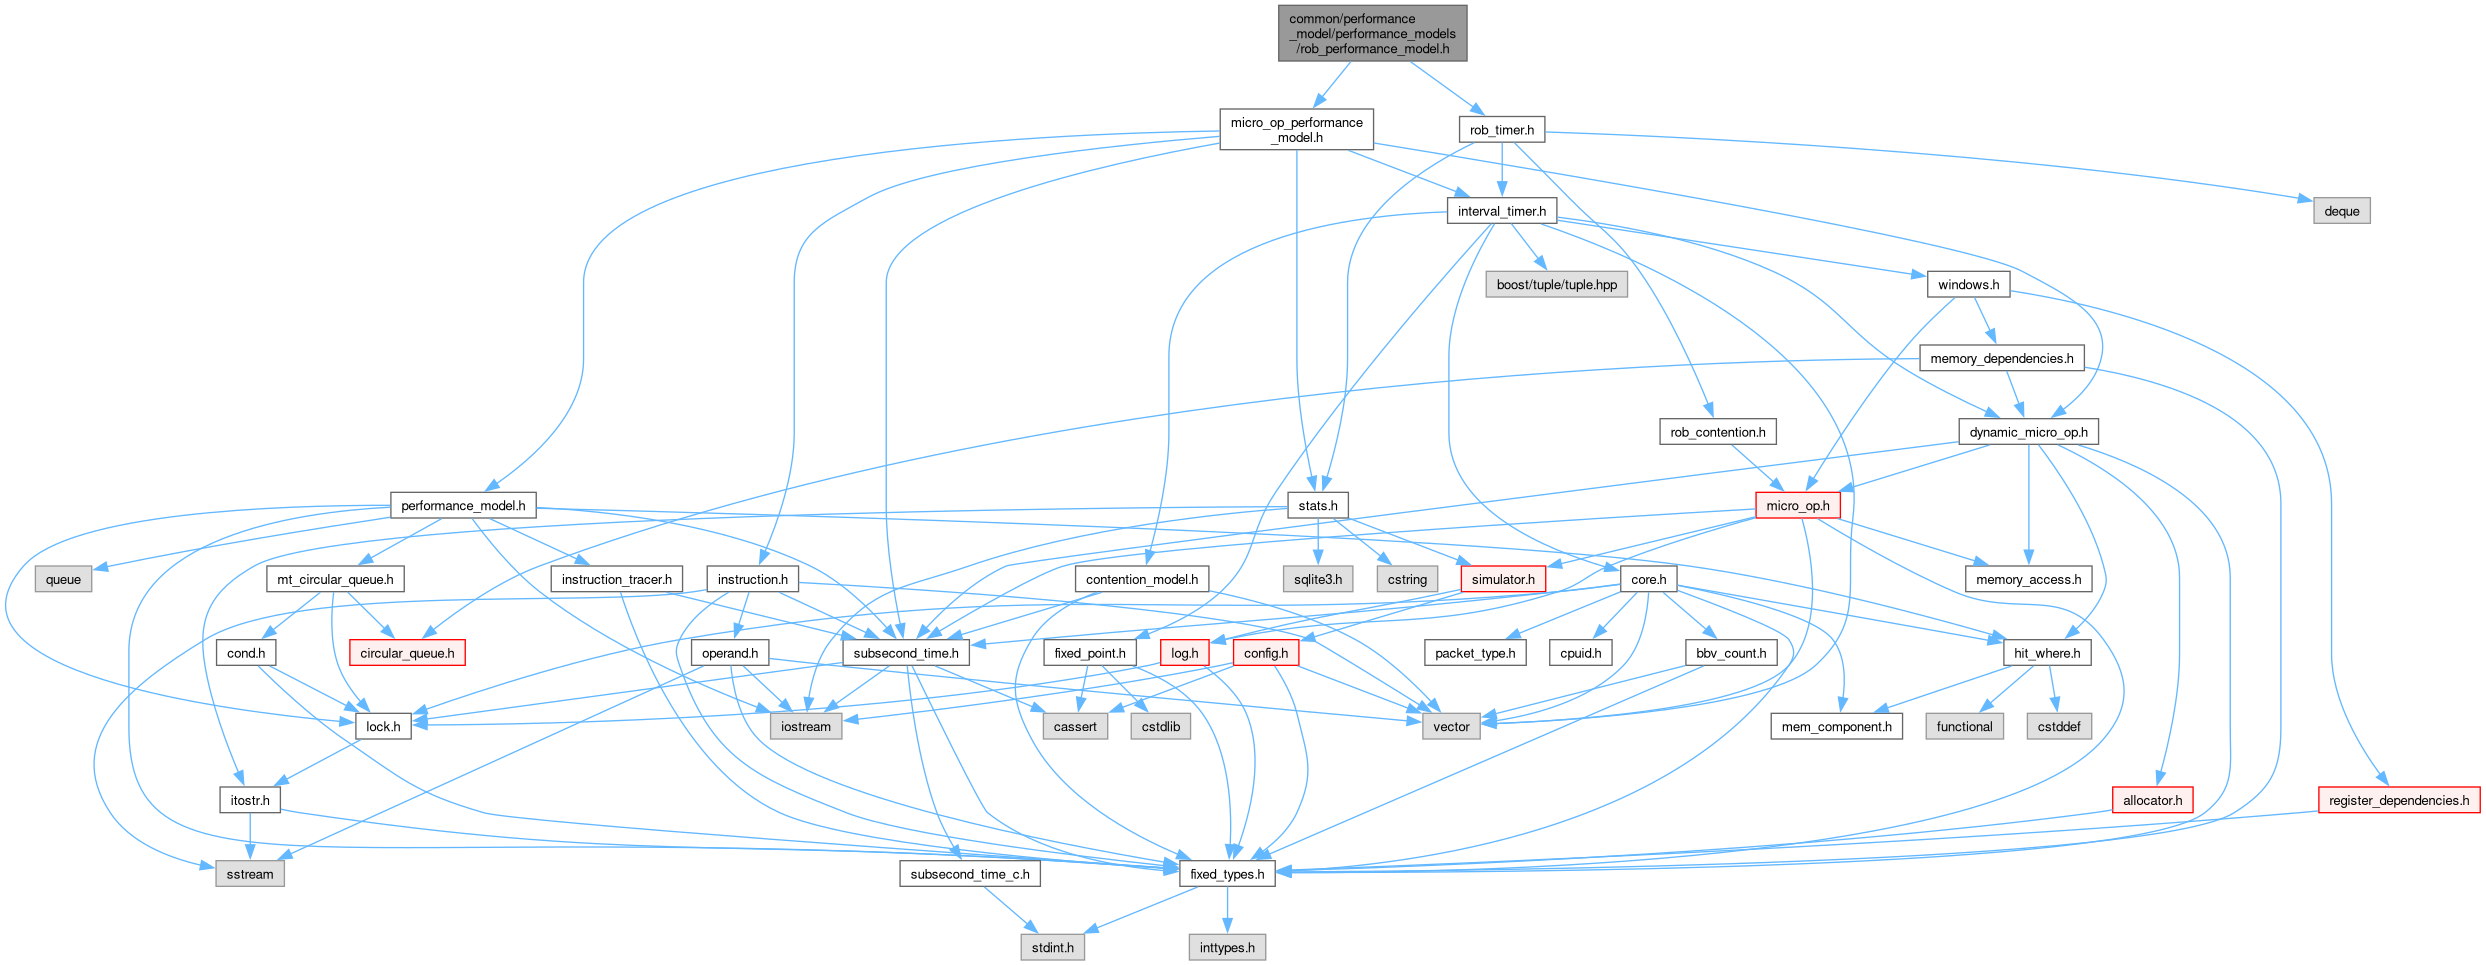 common/performance
_model/performance_models
/rob_performance_model.h
micro_op_performance
_model.h
rob_timer.h
interval_timer.h
deque
boost/tuple/tuple.hpp
windows.h
memory_dependencies.h
rob_contention.h
dynamic_micro_op.h
performance_model.h
stats.h
micro_op.h
queue
mt_circular_queue.h
instruction_tracer.h
instruction.h
contention_model.h
sqlite3.h
cstring
simulator.h
core.h
memory_access.h
cond.h
circular_queue.h
operand.h
subsecond_time.h
fixed_point.h
log.h
config.h
packet_type.h
cpuid.h
bbv_count.h
hit_where.h
lock.h
iostream
cassert
cstdlib
vector
mem_component.h
functional
cstddef
itostr.h
allocator.h
register_dependencies.h
sstream
subsecond_time_c.h
fixed_types.h
stdint.h
inttypes.h